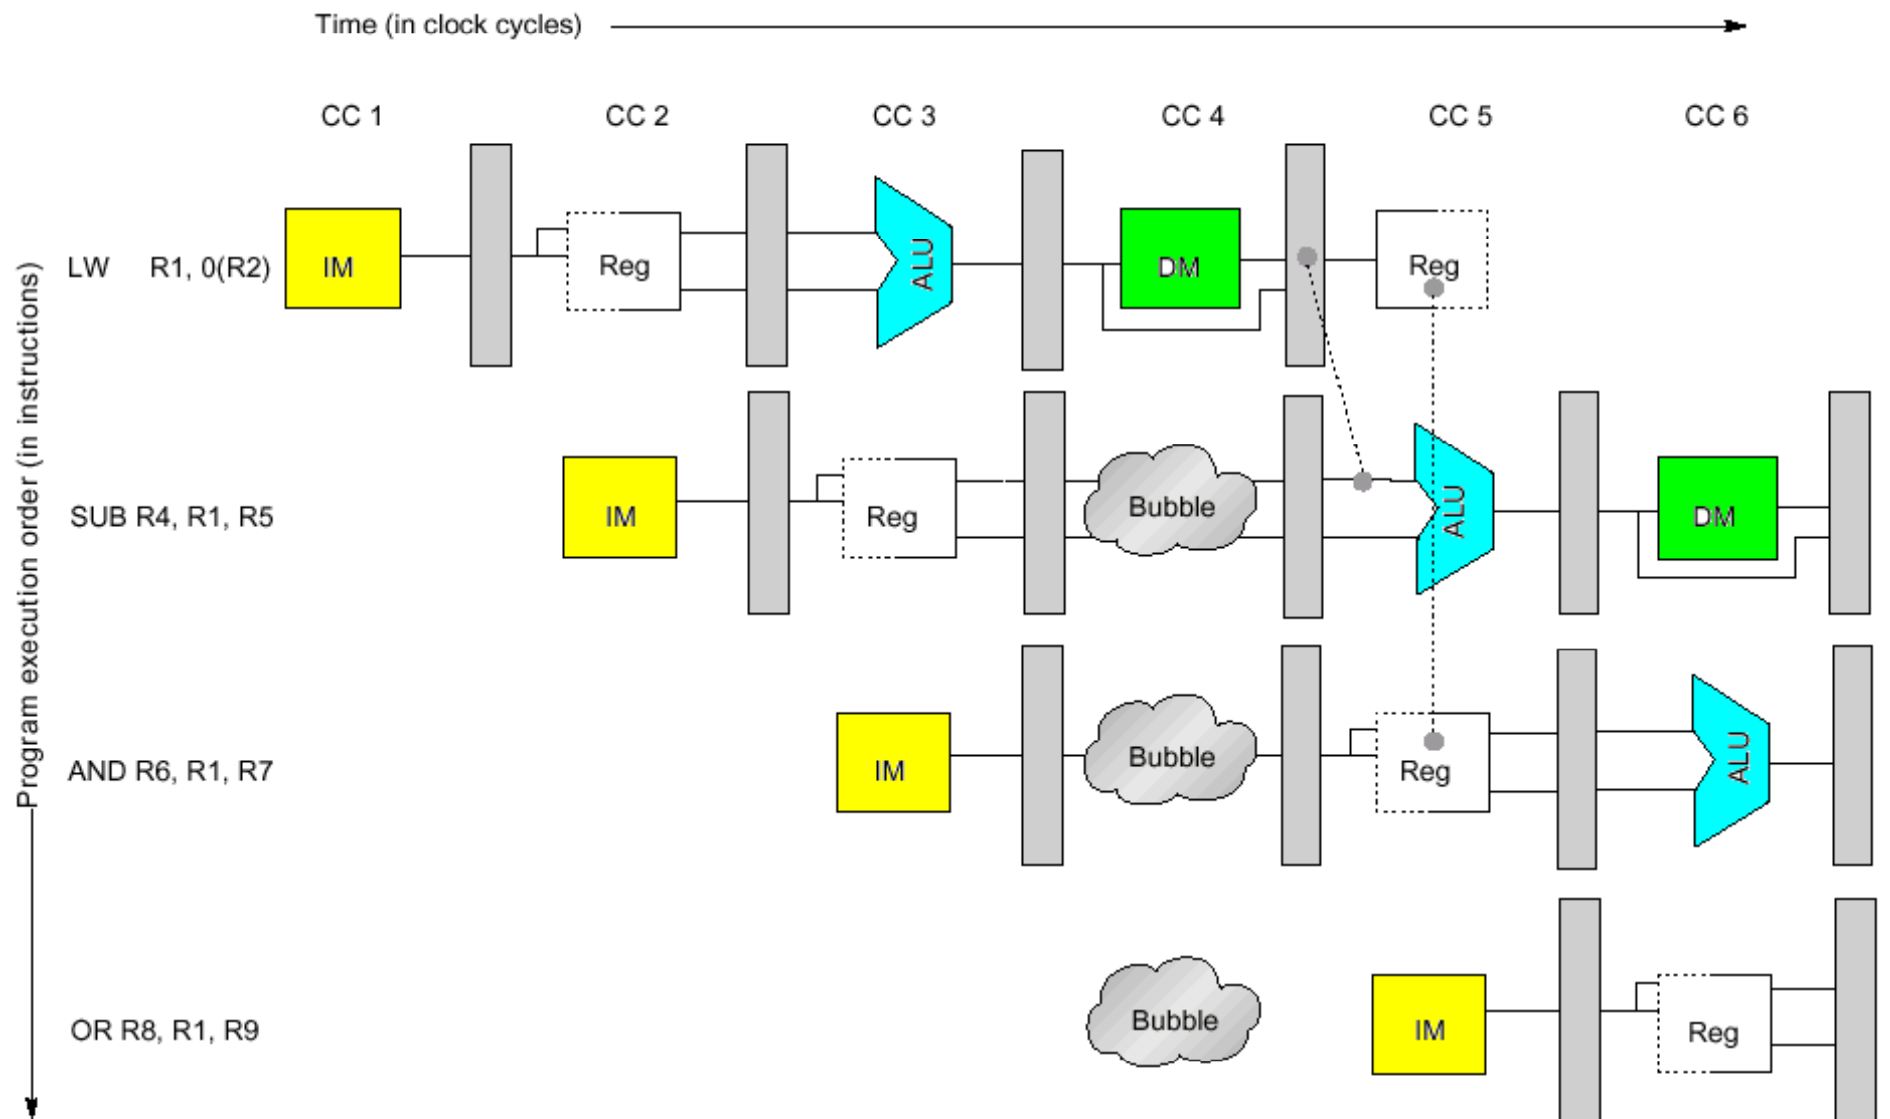 Time (in clock cycles)
CC 1 CC 2 CC 3 CC 4 CC 5 CC 6
Program execution order (in instructions)
LW R1, 0(R2) IM Reg ALU DM Reg
SUB R4, R1, R5 IM Reg Bubble ALU DM
AND R6, R1, R7 IM Bubble Reg ALU
OR R8, R1, R9 Bubble IM Reg